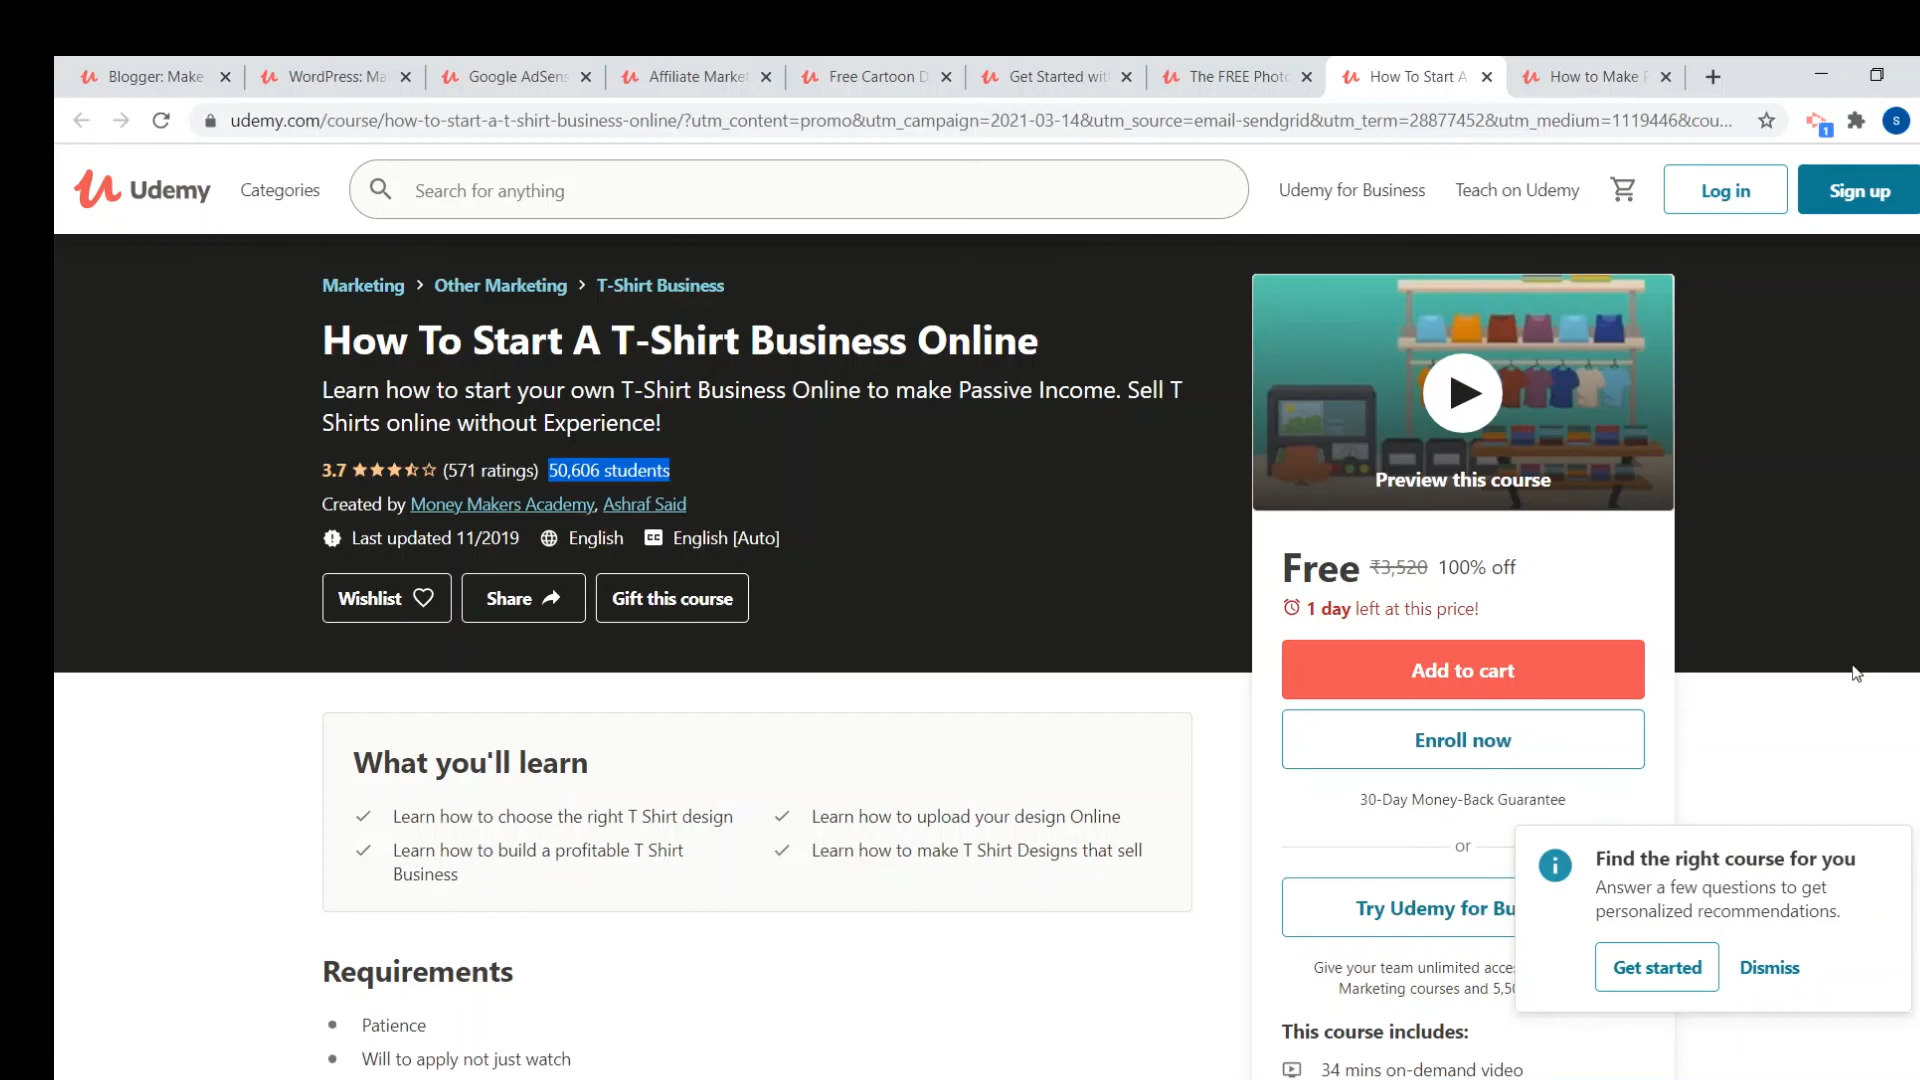 Blogger: Make
WordPress: Ma
Google AdSens
Affiliate Market
Free Cartoon D
Get Started wit
The FREE Photo
How To Start A
How to Make P
udemy.com/course/how-to-start-a-t-shirt-business-online/?utm_content=promo&utm_campaign=2021-03-14&utm_source=email-sendgrid&utm_term=28877452&utm_medium=1119446&cou...
1
S
Udemy
Categories
Search for anything
Udemy for Business
Teach on Udemy
Log in
Sign up
Marketing > Other Marketing > T-Shirt Business
How To Start A T-Shirt Business Online
Learn how to start your own T-Shirt Business Online to make Passive Income. Sell T
Shirts online without Experience!
3.7 (571 ratings) 50,606 students
Created by Money Makers Academy, Ashraf Said
Last updated 11/2019 English CC English [Auto]
Wishlist
Share
Gift this course
Preview this course
Free ₹3,520 100% off
1 day left at this price!
Add to cart
Enroll now
30-Day Money-Back Guarantee
or
Try Udemy for Bu
Give your team unlimited acce
Marketing courses and 5,50
This course includes:
34 mins on-demand video
What you'll learn
Learn how to choose the right T Shirt design
Learn how to upload your design Online
Learn how to build a profitable T Shirt
Business
Learn how to make T Shirt Designs that sell
Requirements
Patience
Will to apply not just watch
Find the right course for you
Answer a few questions to get
personalized recommendations.
Get started
Dismiss